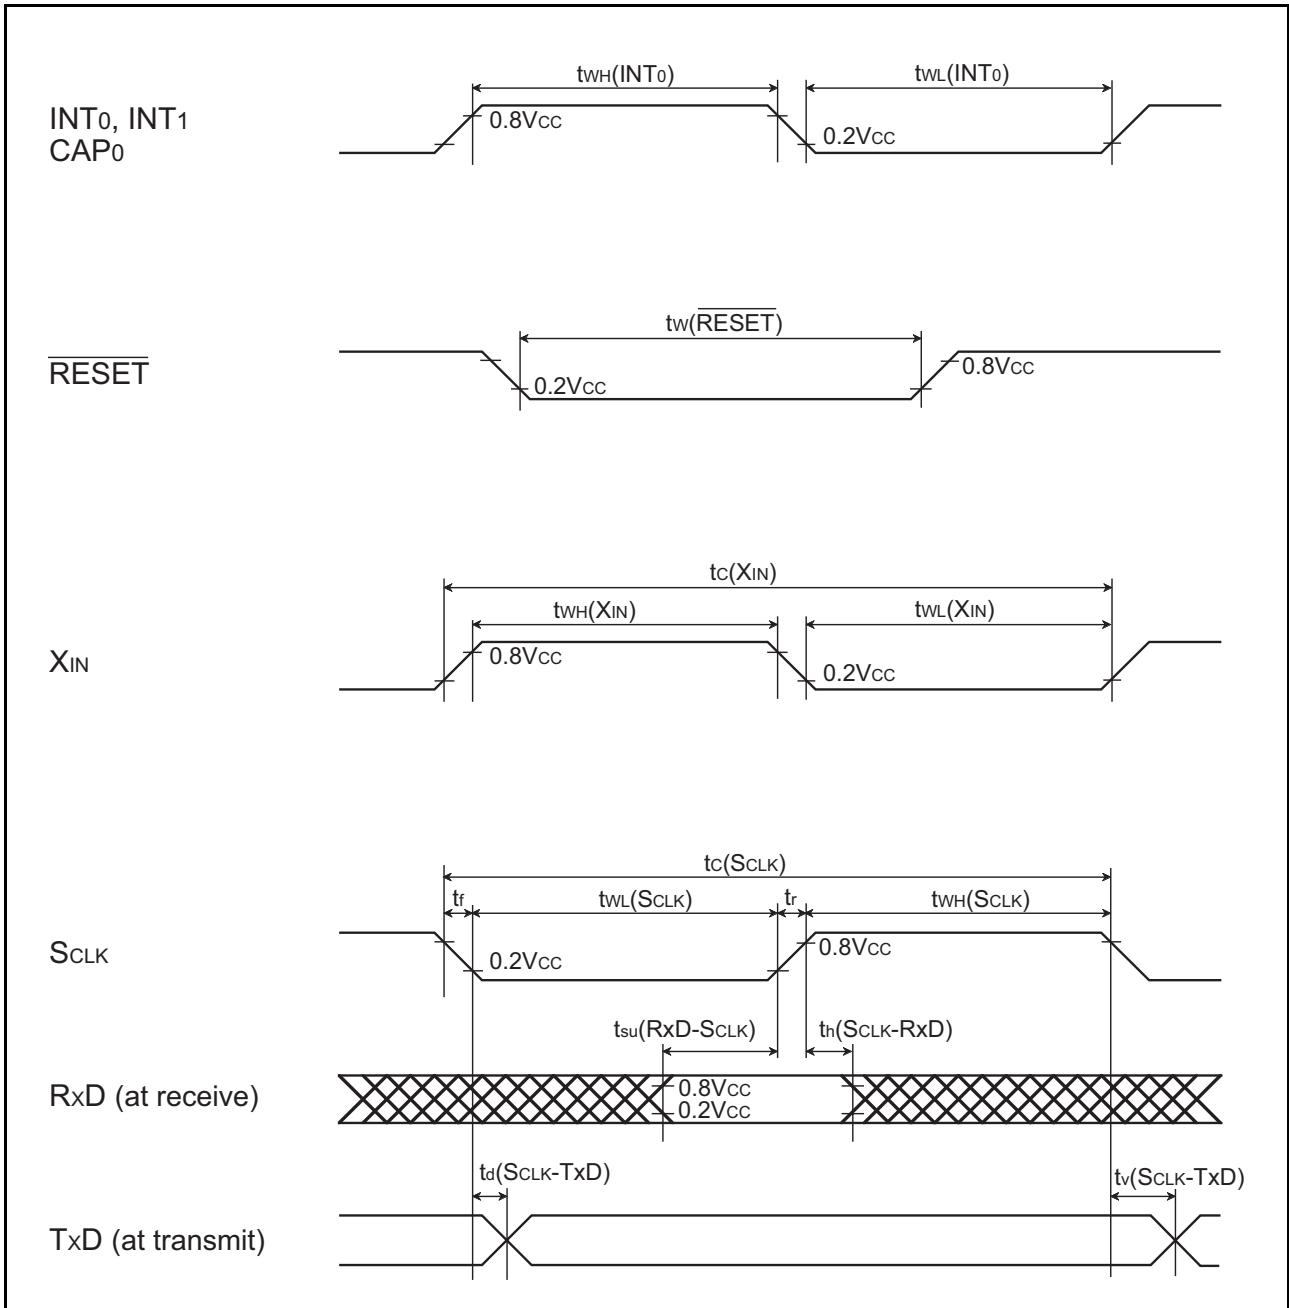 tWH(INT0) tWL(INT0)
INT0, INT1
CAP0
0.8VCC
0.2VCC
tW(RESET)
RESET
0.2VCC
0.8VCC
tC(XIN)
tWH(XIN) tWL(XIN)
XIN
0.8VCC
0.2VCC
tC(SCLK)
tf tWL(SCLK) tr tWH(SCLK)
SCLK
0.2VCC
0.8VCC
tsu(RxD-SCLK) th(SCLK-RxD)
RXD (at receive)
0.8VCC
0.2VCC
td(SCLK-TxD) tv(SCLK-TxD)
TXD (at transmit)